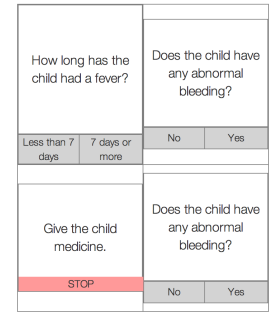 How long has the
child had a fever?
Less than 7
days
7 days or
more
Does the child have
any abnormal
bleeding?
No
Yes
Give the child
medicine.
STOP
Does the child have
any abnormal
bleeding?
No
Yes